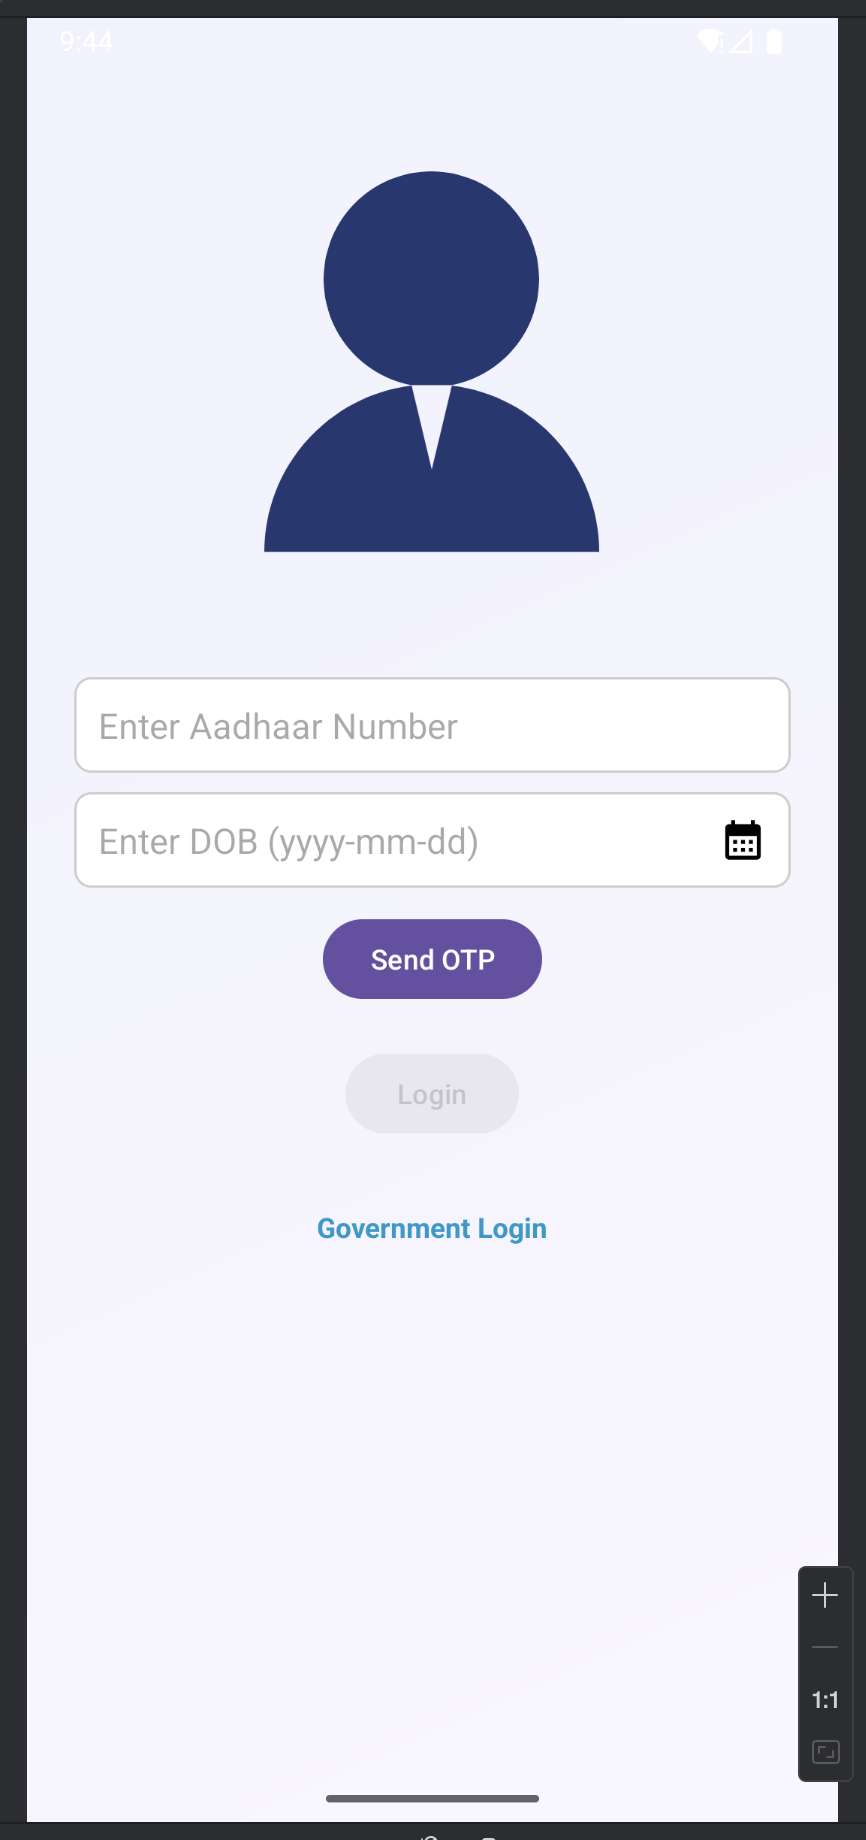 9:44
Enter Aadhaar Number
Enter DOB (yyyy-mm-dd)
Send OTP
Login
Government Login
1:1